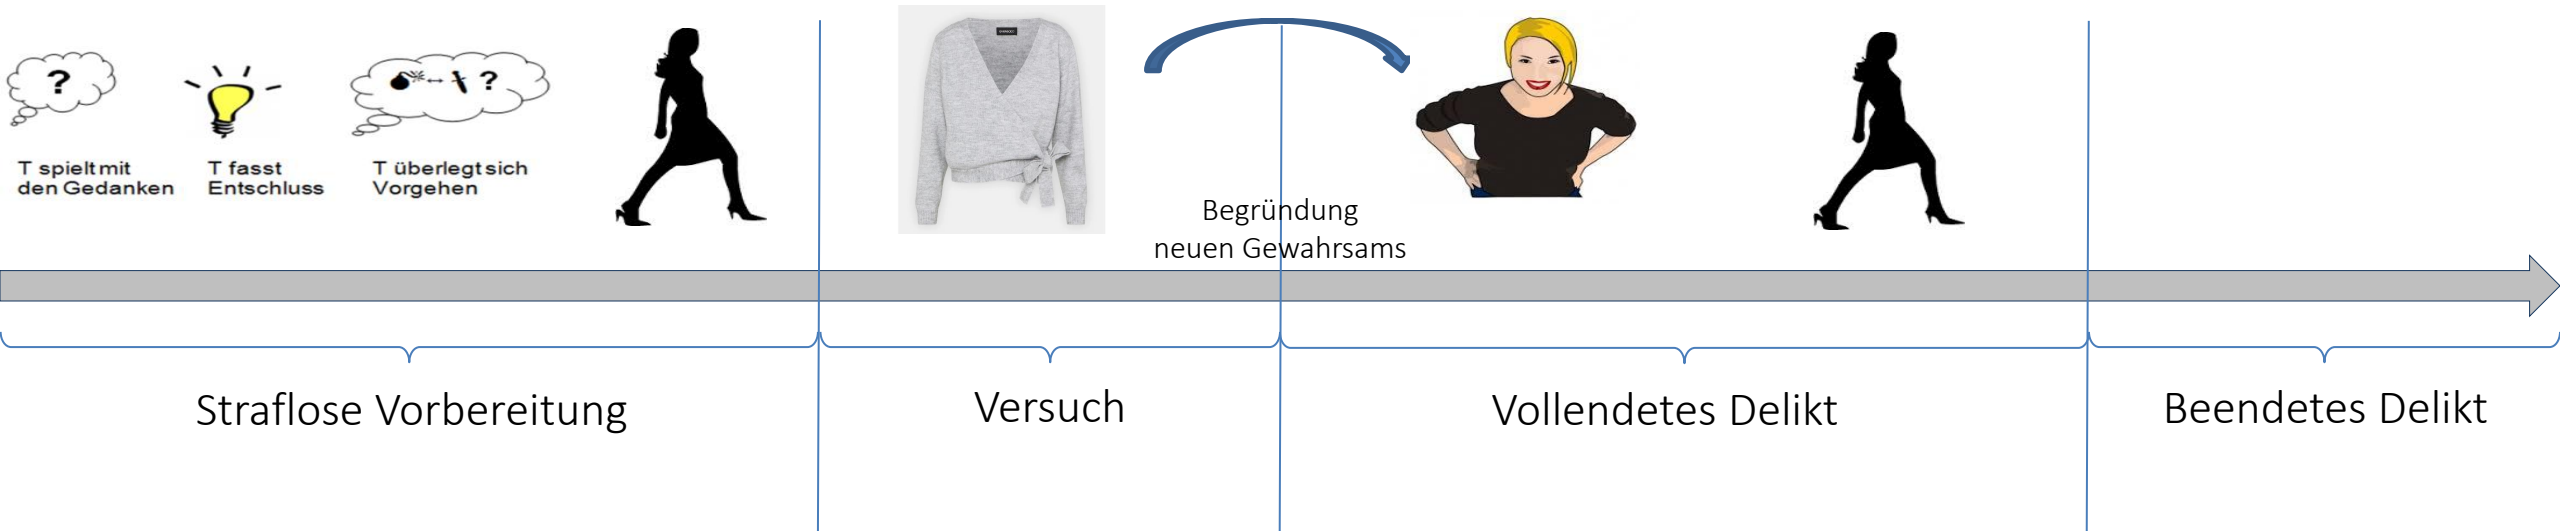 T spielt mit
den Gedanken
T fasst
Entschluss
T überlegt sich
Vorgehen
?
?
Begründung
neuen Gewahrsams
Straflose Vorbereitung
Versuch
Vollendetes Delikt
Beendetes Delikt